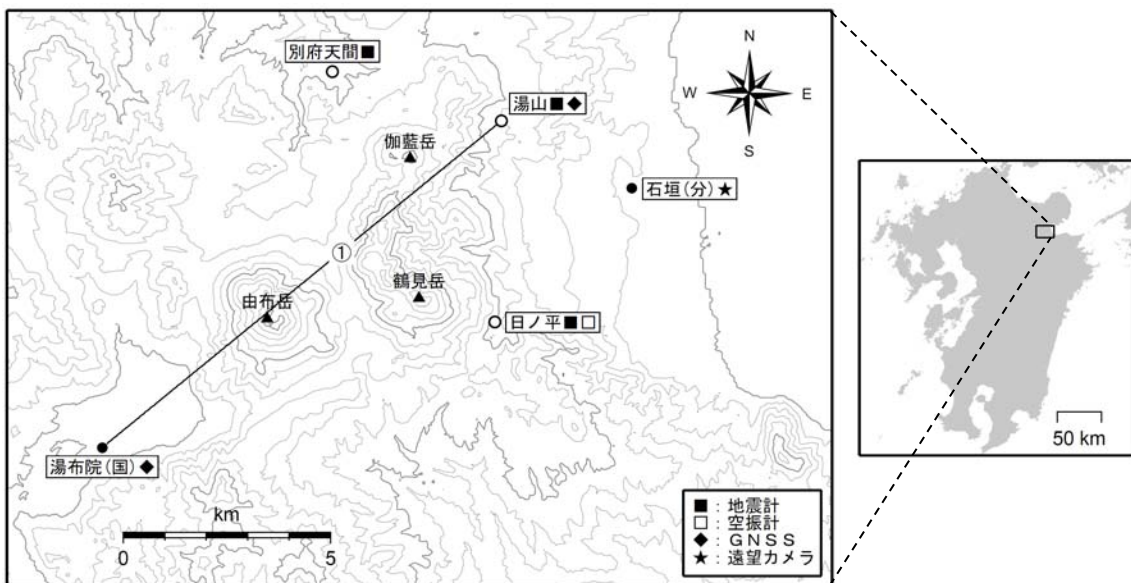 別府天間■
N
W
E
S
湯山■◆
伽藍岳
石垣(分)★
①
鶴見岳
由布岳
日ノ平■□
湯布院(国)◆
km
0
5
■：地震計
□：空振計
◆：ＧＮＳＳ
★：遠望カメラ
50 km